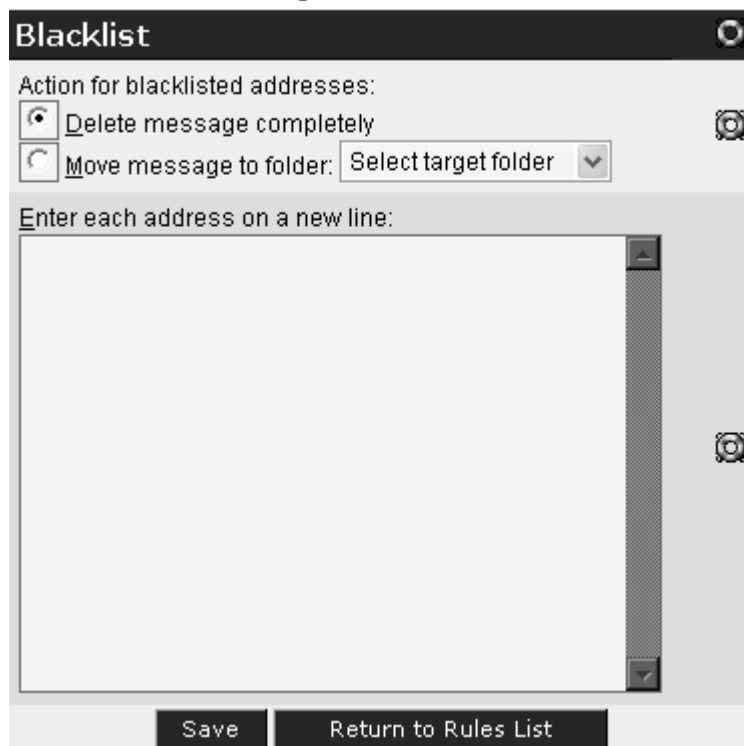 Blacklist
Action for blacklisted addresses:
Delete message completely
Move message to folder: Select target folder
Enter each address on a new line:
Save Return to Rules List